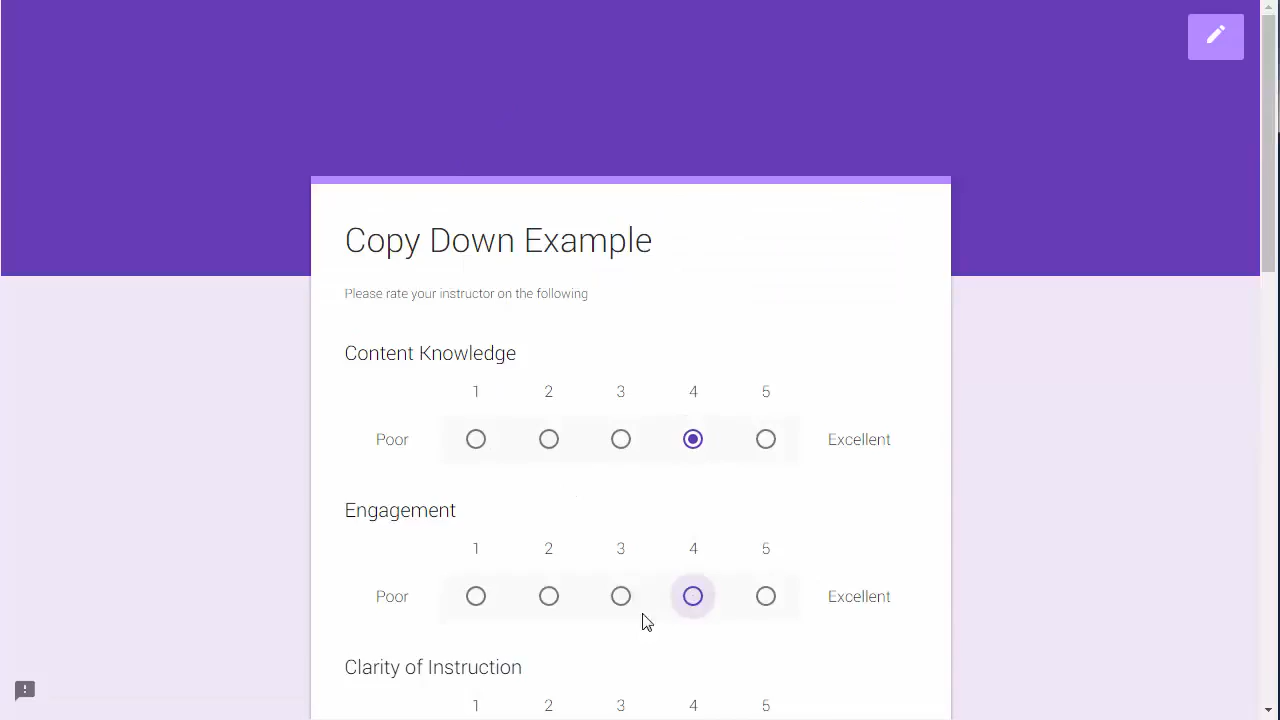 Copy Down Example
Please rate your instructor on the following
Content Knowledge
1 2 3 4 5
Poor Excellent
Engagement
1 2 3 4 5
Poor Excellent
Clarity of Instruction
1 2 3 4 5